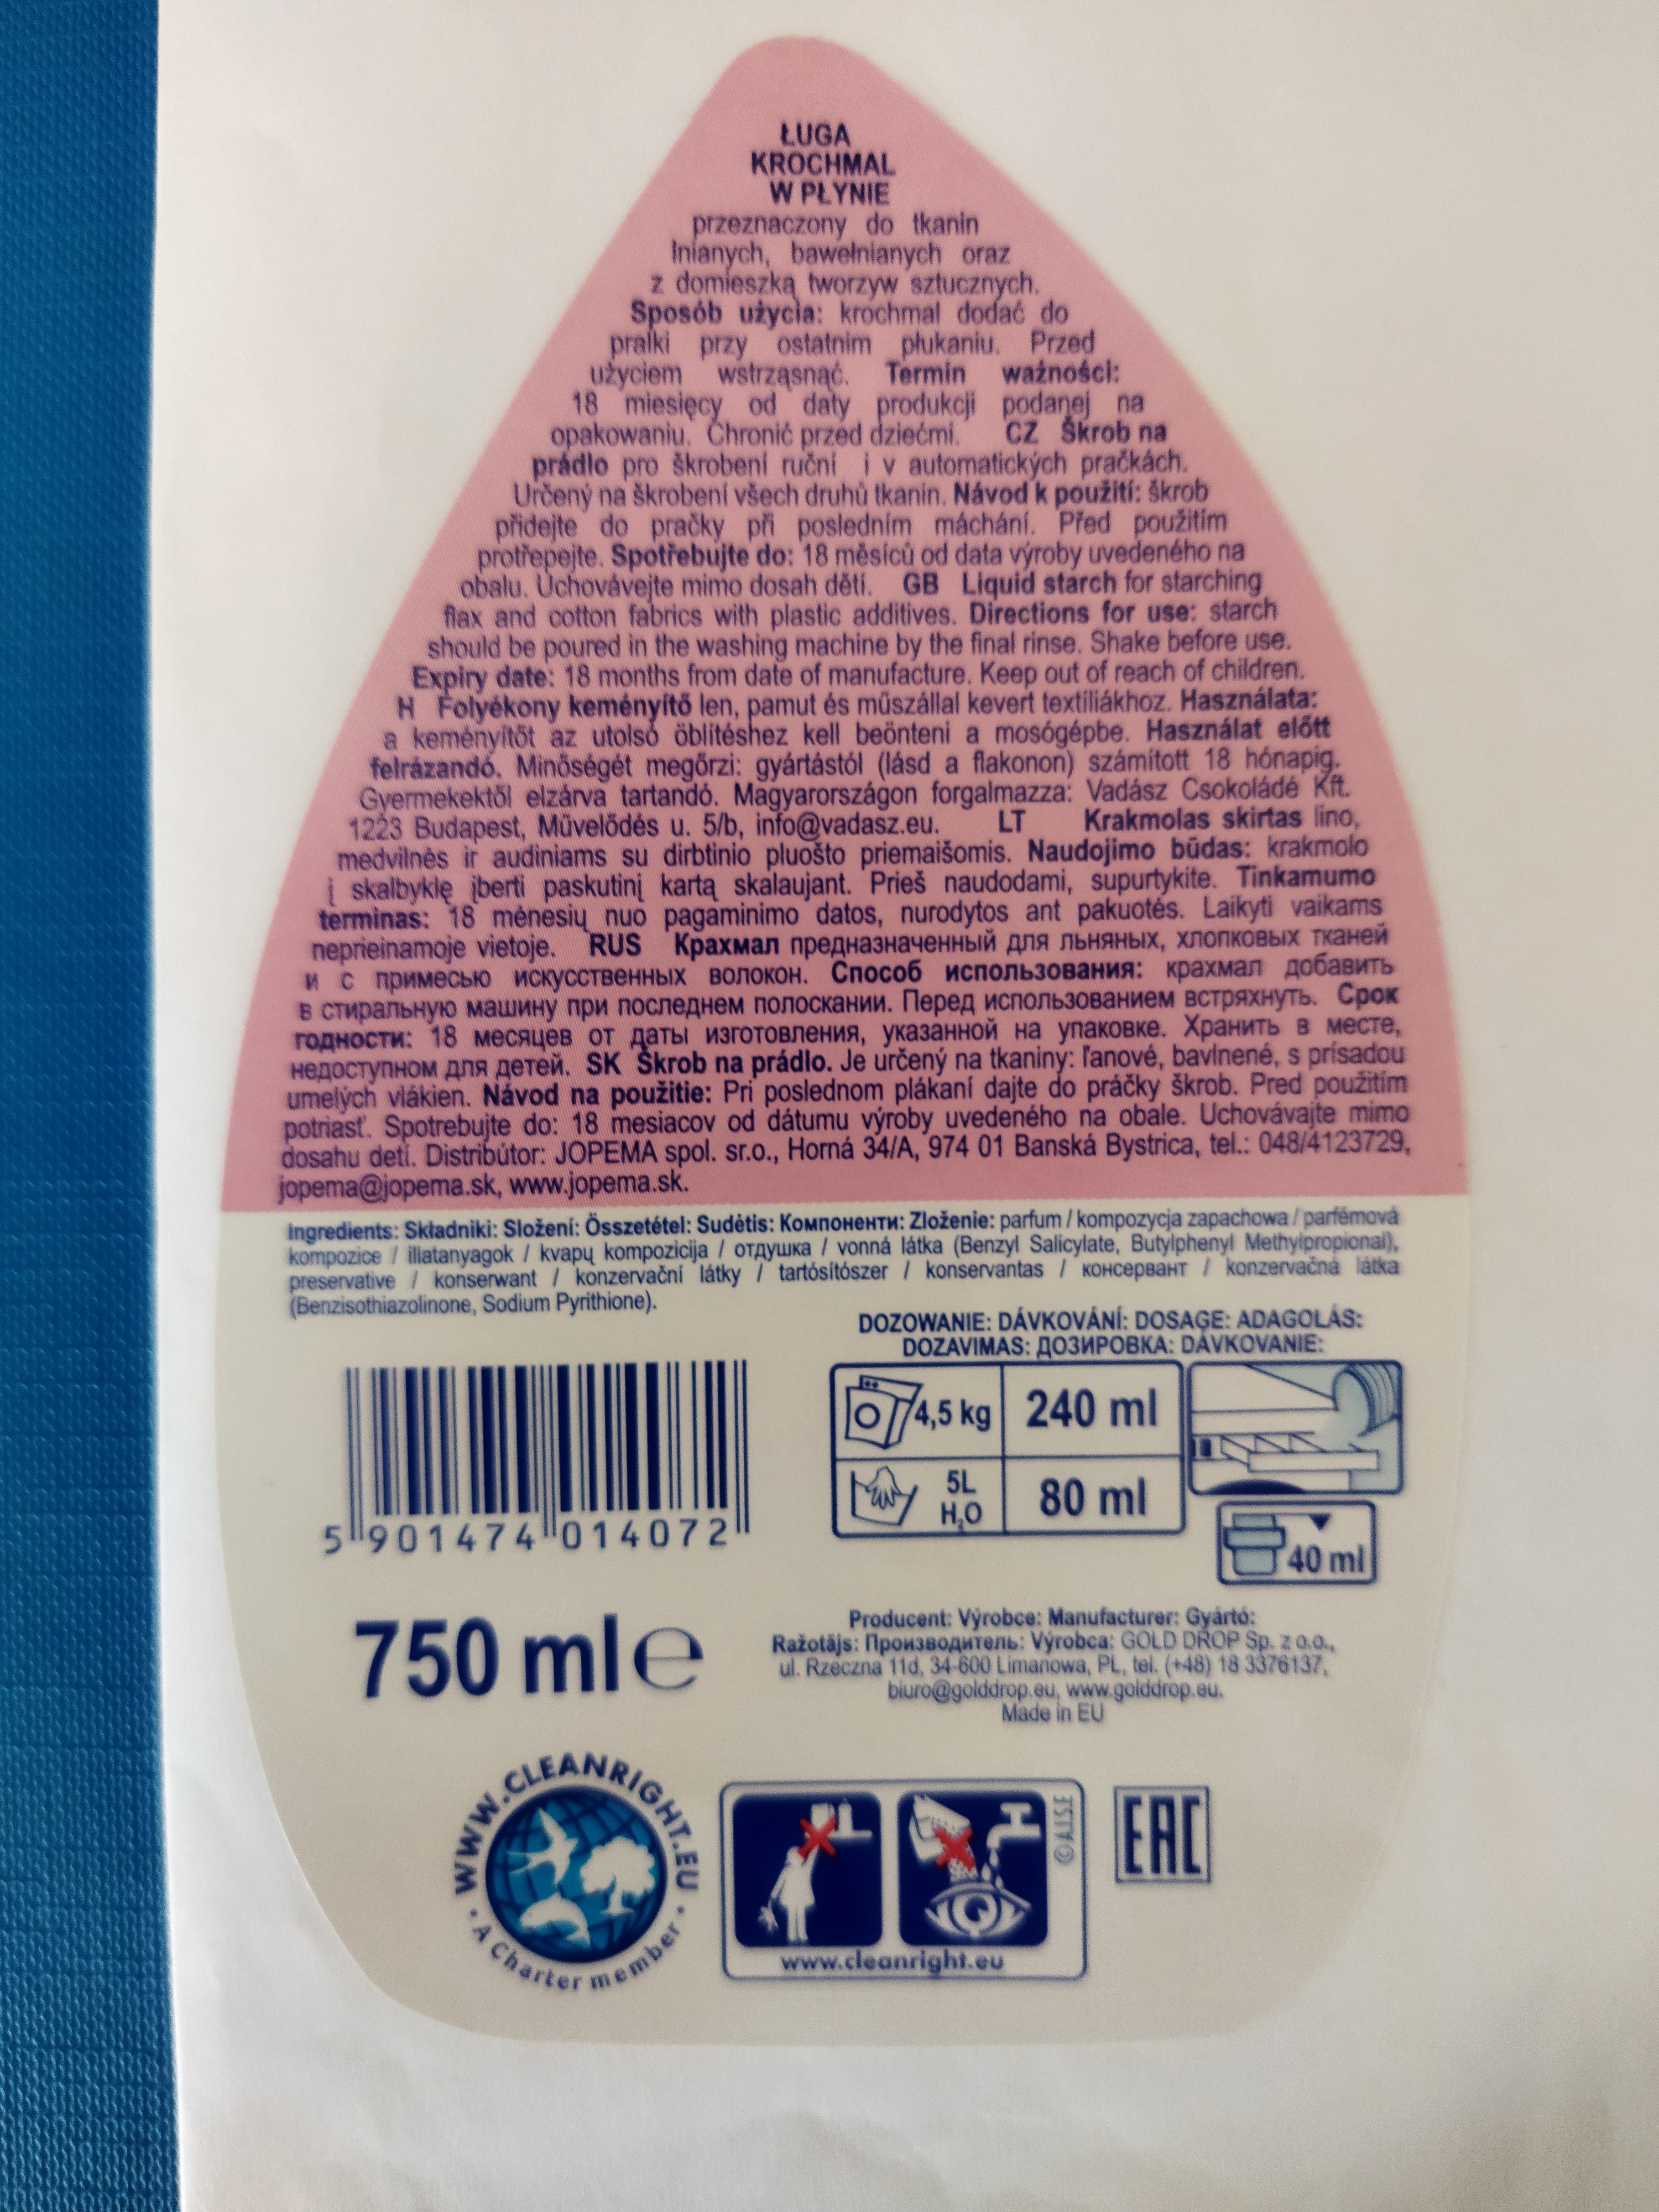 ŁUGA
KROCHMAL
W PŁYNIE
przeznaczony do tkanin
lnianych, bawełnianych oraz
z domieszką tworzyw sztucznych.
Sposób użycia: krochmal dodać do
pralki przy ostatnim płukaniu. Przed
użyciem wstrząsnąć. Termin ważności:
18 miesięcy od daty produkcji podanej na
opakowaniu. Chronić przed dziećmi. CZ Škrob na
prádlo pro škrobení ruční i v automatických pračkách.
Určený na škrobení všech druhů tkanin. Návod k použití: škrob
přidejte do pračky při posledním máchání. Před použitím
protřepejte. Spotřebujte do: 18 měsíců od data výroby uvedeného na
obalu. Uchovávejte mimo dosah dětí. GB Liquid starch for starching
flax and cotton fabrics with plastic additives. Directions for use: starch
should be poured in the washing machine by the final rinse. Shake before use.
Expiry date: 18 months from date of manufacture. Keep out of reach of children.
H Folyékony keményítő len, pamut és műszállal kevert textiliákhoz. Használata:
a keményítőt az utolsó öblítéshez kell beönteni a mosógépbe. Használat előtt
felrázandó. Minőségét megőrzi: gyártástól (lásd a flakonon) számított 18 hónapig.
Gyermekektől elzárva tartandó. Magyarországon forgalmazza: Vadász Csokoládé Kft.
1223 Budapest, Művelődés u. 5/b, info@vadasz.eu. LT Krakmolas skirtas lino,
medvilnės ir audiniams su dirbtinio pluošto priemaišomis. Naudojimo būdas: krakmolo
į skalbyklę įberti paskutinį kartą skalaujant. Prieš naudodami, supurtykite. Tinkamumo
terminas: 18 mėnesių nuo pagaminimo datos, nurodytos ant pakuotės. Laikyti vaikams
neprieinamoje vietoje. RUS Крахмал предназначенный для льняных, хлопковых тканей
и с примесью искусственных волокон. Способ использования: крахмал добавить
в стиральную машину при последнем полоскании. Перед использованием встряхнуть. Срок
годности: 18 месяцев от даты изготовления, указанной на упаковке. Хранить в месте,
недоступном для детей. SK Škrob na prádlo. Je určený na tkaniny: ľanové, bavlnené, s prísadou
umelých vlákien. Návod na použitie: Pri poslednom plákaní dajte do práčky škrob. Pred použitím
potriasť. Spotrebujte do: 18 mesiacov od dátumu výroby uvedeného na obale. Uchovávajte mimo
dosahu detí. Distribútor: JOPEMA spol. sr.o., Horná 34/A, 974 01 Banská Bystrica, tel.: 048/4123729,
jopema@jopema.sk, www.jopema.sk.
Ingredients: Składniki: Složení: Összetétel: Sudėtis: Компоненти: Zloženie: parfum / kompozycja zapachowa / parfémová
kompozice / illatanyagok / kvapų kompozicija / отдушка / vonná látka (Benzyl Salicylate, Butylphenyl Methylpropional),
preservative / konserwant / konzervační látky / tartósítószer / konservantas / консервант / konzervačná látka
(Benzisothiazolinone, Sodium Pyrithione).
DOZOWANIE: DÁVKOVÁNÍ: DOSAGE: ADAGOLÁS:
DOZAVIMAS: ДОЗИРОВКА: DÁVKOVANIE:
4,5 kg 240 ml
5L
H₂O 80 ml
40 ml
5 901474 014072
750 ml e
Producent: Výrobce: Manufacturer: Gyártó:
Ražotājs: Производитель: Výrobca: GOLD DROP Sp. z o.o.,
ul. Rzeczna 11d, 34-600 Limanowa, PL, tel. (+48) 18 3376137,
biuro@golddrop.eu, www.golddrop.eu.
Made in EU
WWW.CLEANRIGHT.EU
• A Charter member •
© A.I.S.E
www.cleanright.eu
EAC